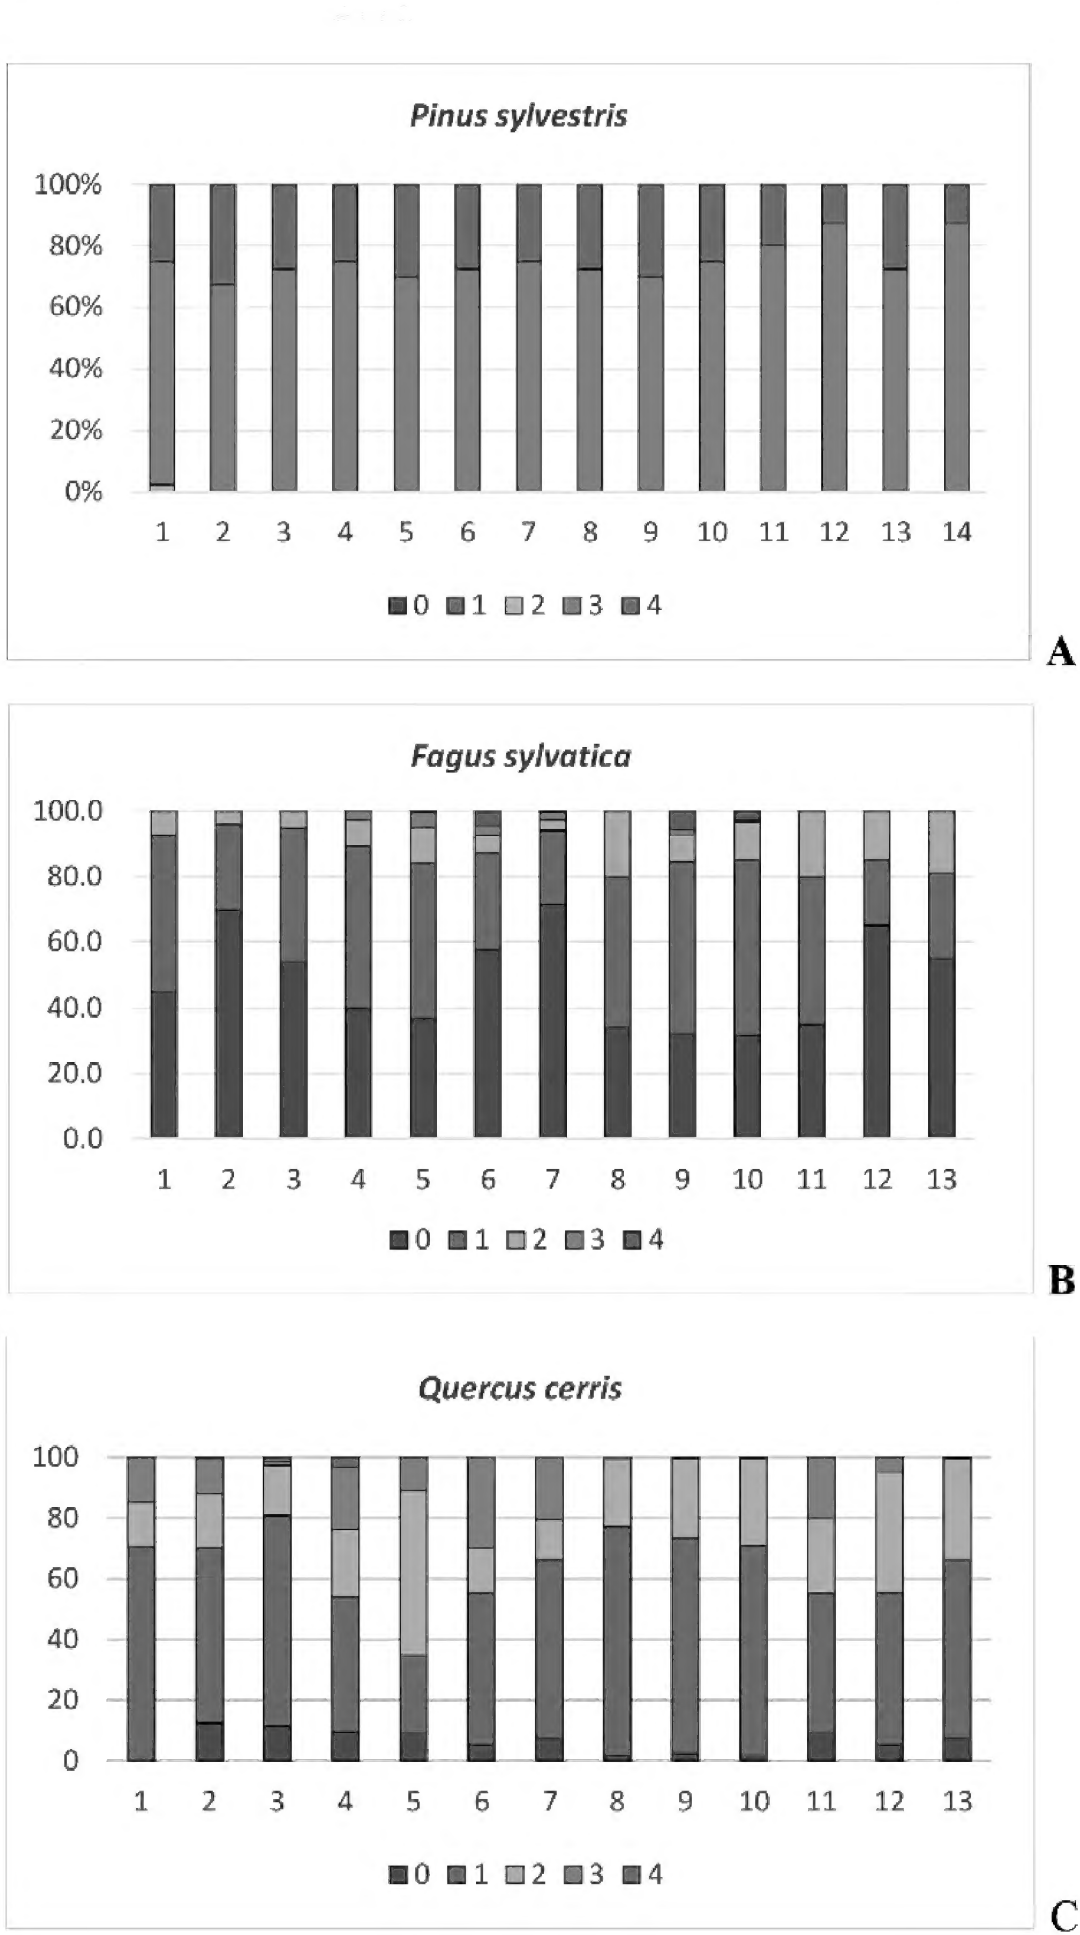 Pinus sylvestris
100%
80%
60%
40%
20%
0%
1 2 3 4 5 6 7 8 9 10 11 12 13 14
0 1 2 3 4
A
Fagus sylvatica
100.0
80.0
60.0
40.0
20.0
0.0
1 2 3 4 5 6 7 8 9 10 11 12 13
0 1 2 3 4
B
Quercus cerris
100
80
60
40
20
0
1 2 3 4 5 6 7 8 9 10 11 12 13
0 1 2 3 4
C